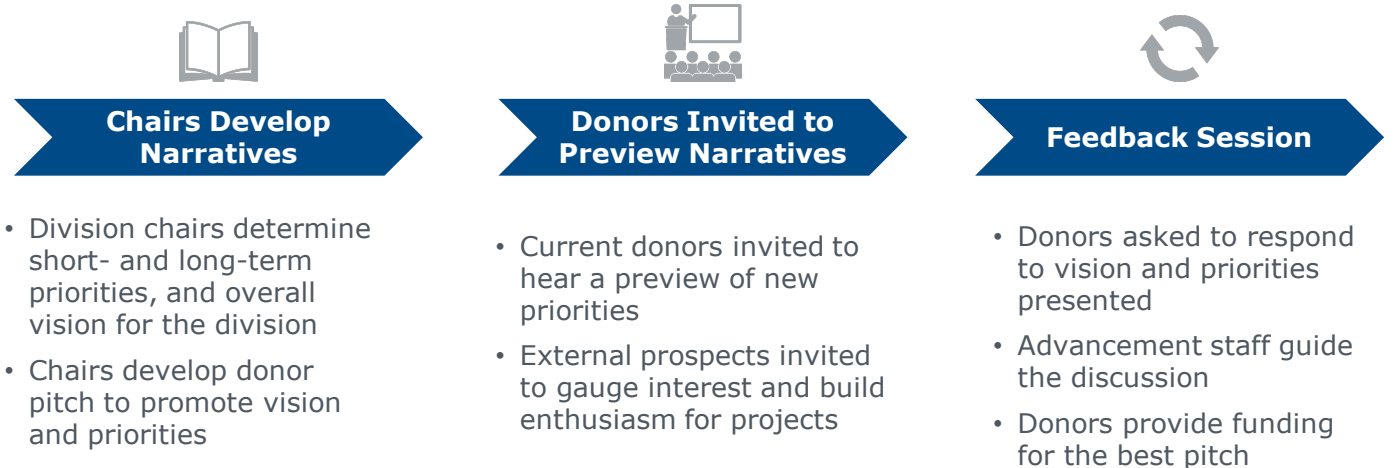 Chairs Develop
Narratives
• Division chairs determine
short- and long-term
priorities, and overall
vision for the division
• Chairs develop donor
pitch to promote vision
and priorities
Donors Invited to
Preview Narratives
• Current donors invited to
hear a preview of new
priorities
• External prospects invited
to gauge interest and build
enthusiasm for projects
Feedback Session
• Donors asked to respond
to vision and priorities
presented
• Advancement staff guide
the discussion
• Donors provide funding
for the best pitch